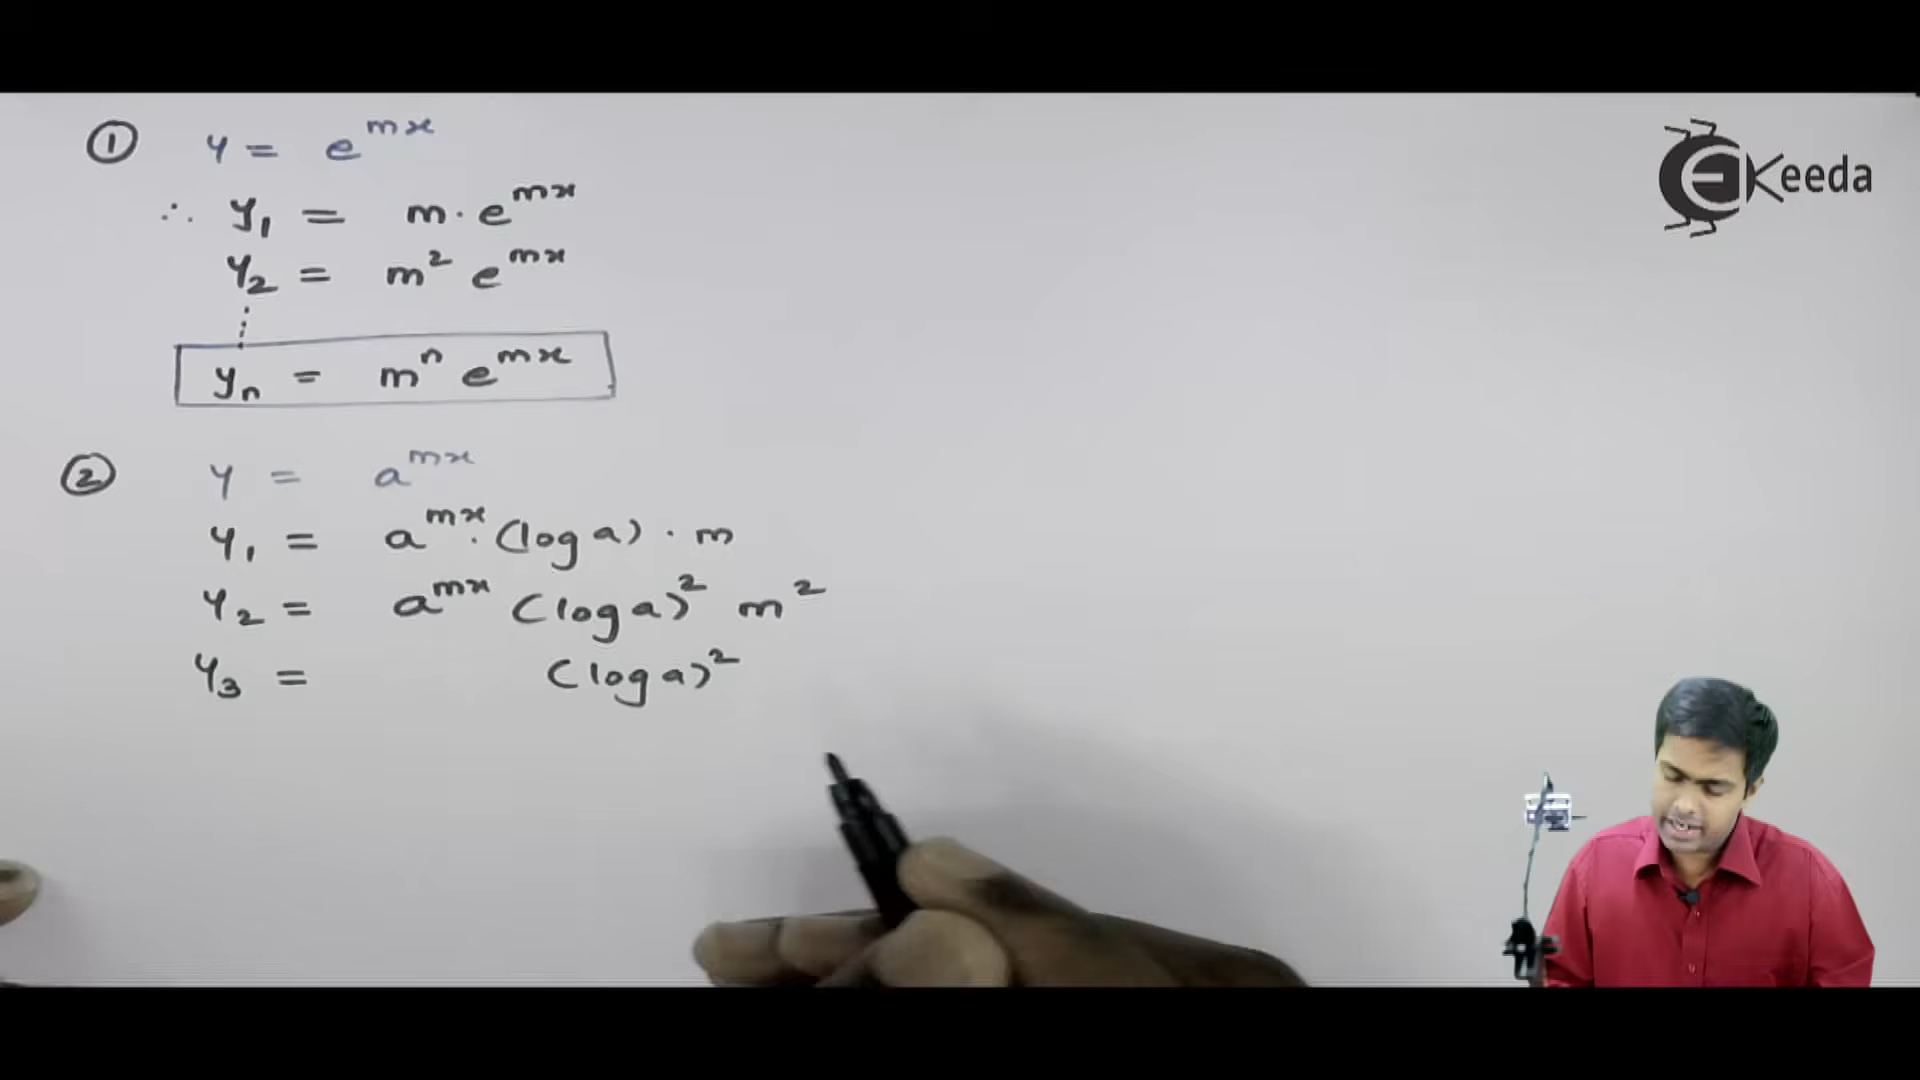 ① y = e^{mx}
∴ y₁ = m · e^{mx}
y₂ = m² e^{mx}
⋮
yₙ = mⁿ e^{mx}
② y = a^{mx}
y₁ = a^{mx} · (log a) · m
y₂ = a^{mx} (log a)² m²
y₃ = (log a)²
EKeeda